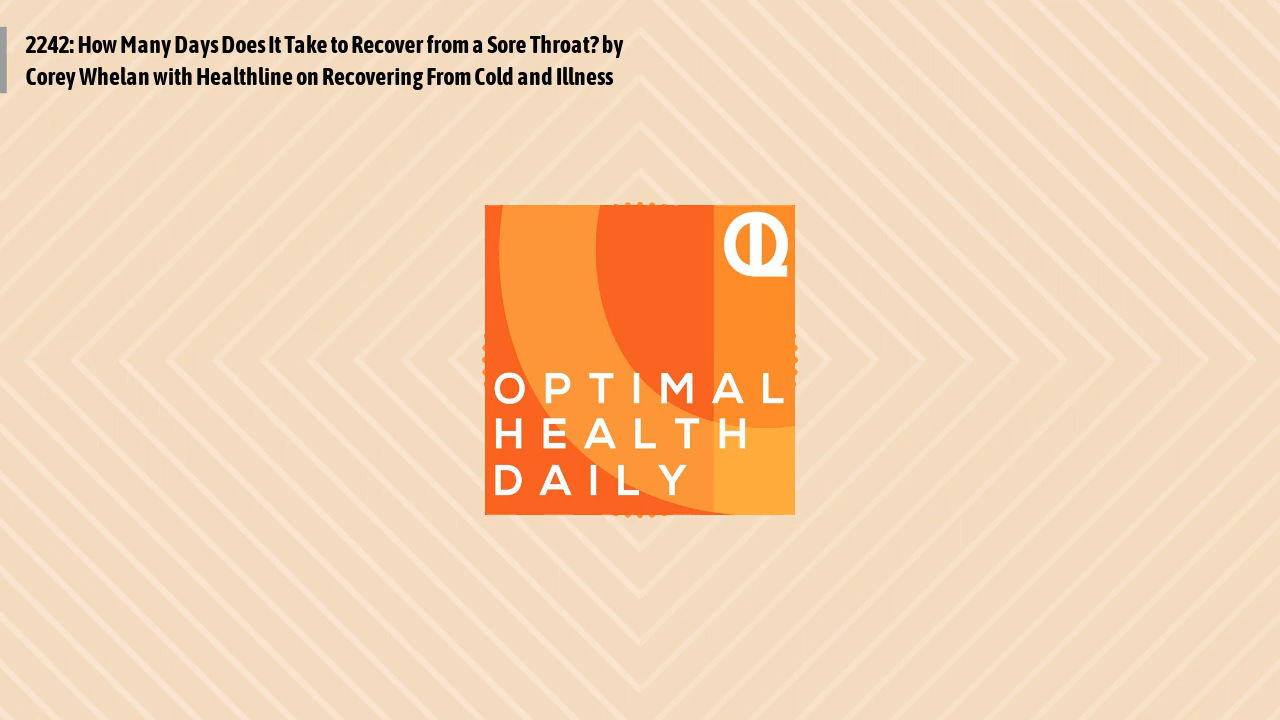 2242: How Many Days Does It Take to Recover from a Sore Throat? by
Corey Whelan with Healthline on Recovering From Cold and Illness
OPTIMAL
HEALTH
DAILY